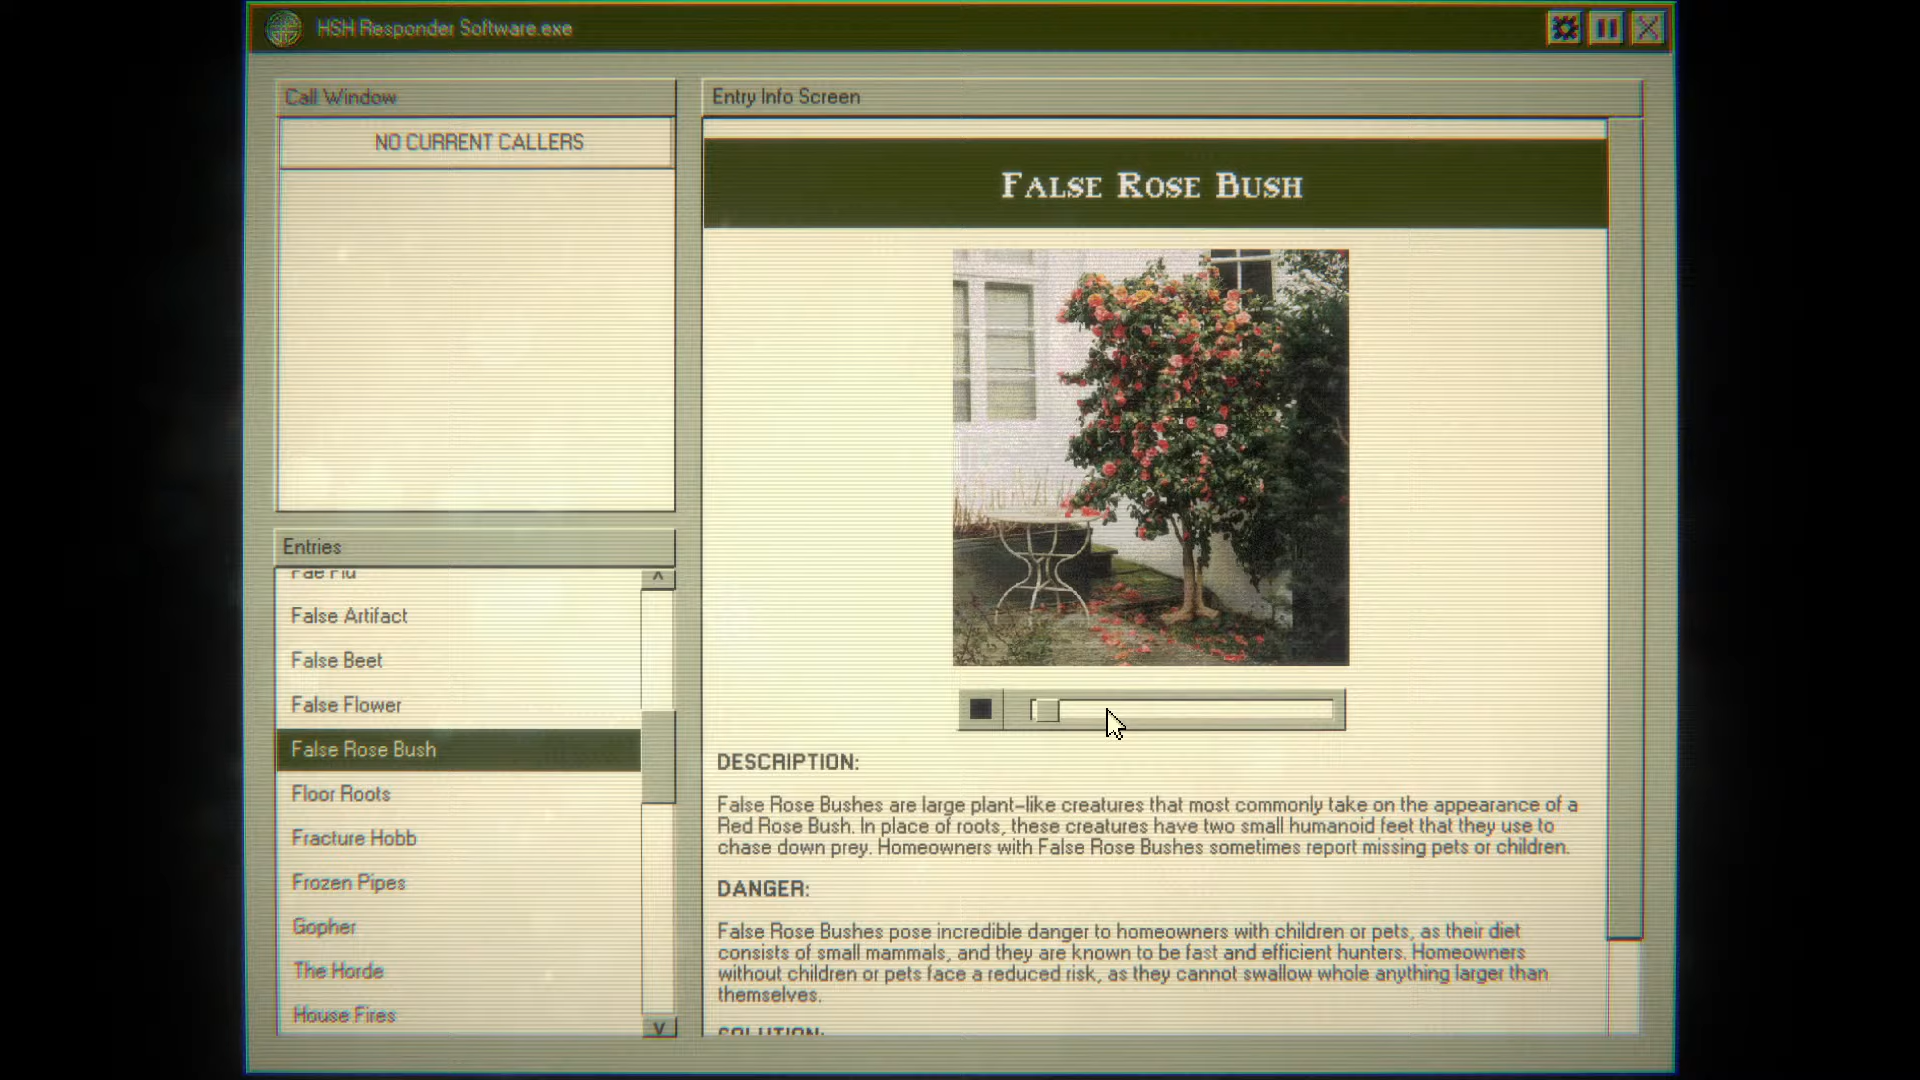 HSH Responder Software.exe
Call Window
NO CURRENT CALLERS
Entries
Fae Flu
False Artifact
False Beet
False Flower
False Rose Bush
Floor Roots
Fracture Hobb
Frozen Pipes
Gopher
The Horde
House Fires
Entry Info Screen
False Rose Bush
DESCRIPTION:
False Rose Bushes are large plant-like creatures that most commonly take on the appearance of a
Red Rose Bush. In place of roots, these creatures have two small humanoid feet that they use to
chase down prey. Homeowners with False Rose Bushes sometimes report missing pets or children.
DANGER:
False Rose Bushes pose incredible danger to homeowners with children or pets, as their diet
consists of small mammals, and they are known to be fast and efficient hunters. Homeowners
without children or pets face a reduced risk, as they cannot swallow whole anything larger than
themselves.
SOLUTION: